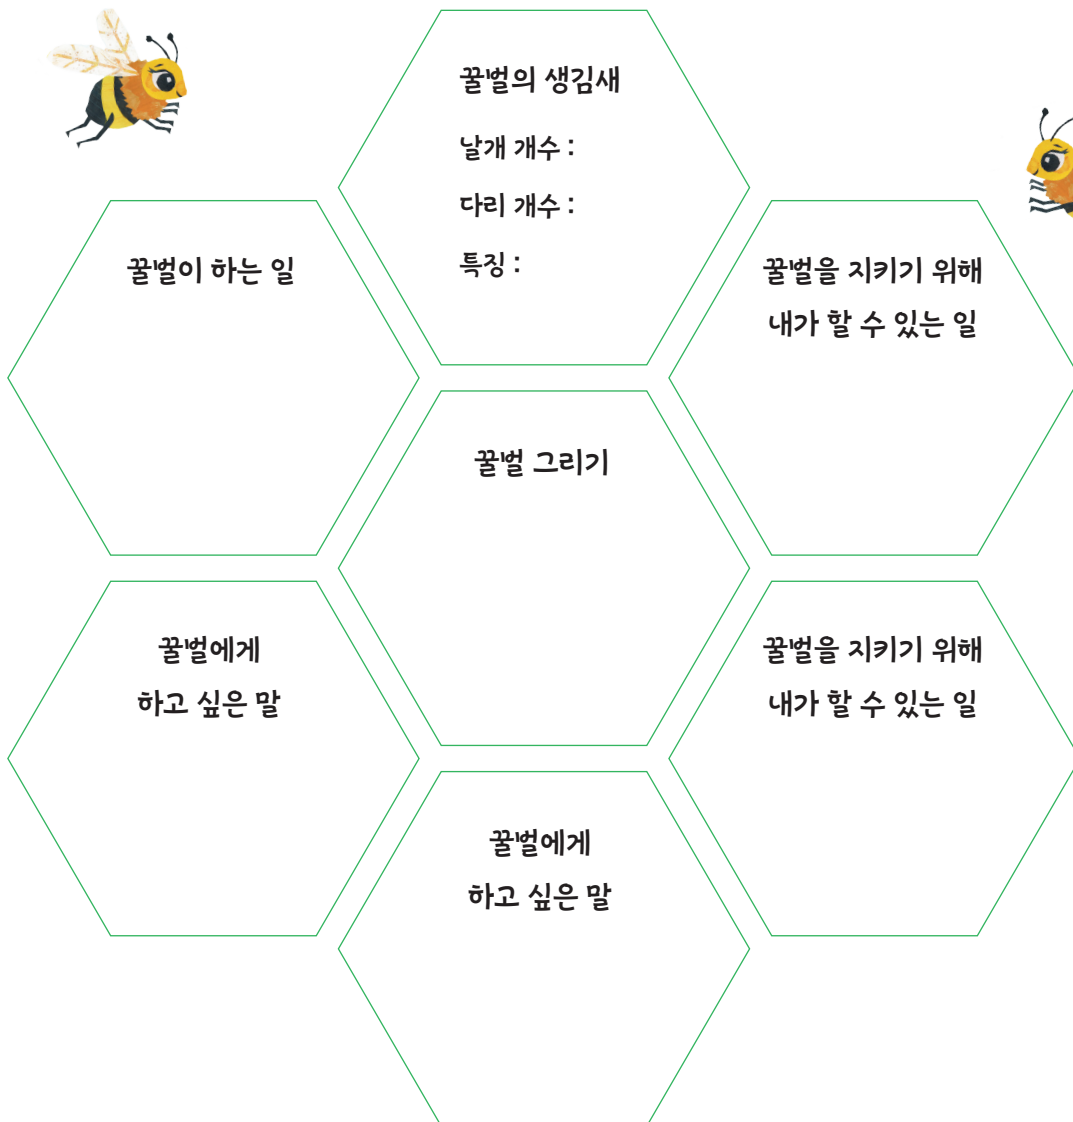 꿀벌의 생김새
날개 개수 :
다리 개수 :
특징 :
꿀벌이 하는 일
꿀벌을 지키기 위해
내가 할 수 있는 일
꿀벌 그리기
꿀벌에게
하고 싶은 말
꿀벌을 지키기 위해
내가 할 수 있는 일
꿀벌에게
하고 싶은 말